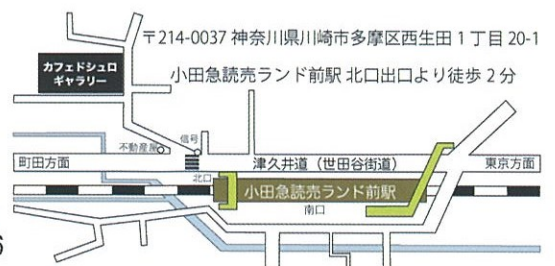 〒214-0037 神奈川県川崎市多摩区西生田1丁目20-1
カフェドシュロ
ギャラリー
小田急読売ランド前駅 北口出口より徒歩2分
信号
不動産屋
町田方面
津久井道（世田谷街道）
東京方面
北口
小田急読売ランド前駅
南口
6